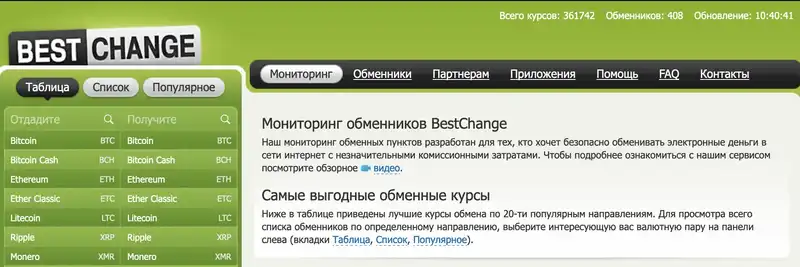 Всего курсов: 361742 Обменников: 408 Обновление: 10:40:41
BESTCHANGE
Мониторинг Обменники Партнерам Приложения Помощь FAQ Контакты
Таблица Список Популярное
Отдадите Получите
Bitcoin BTC Bitcoin BTC
Bitcoin Cash BCH Bitcoin Cash BCH
Ethereum ETH Ethereum ETH
Ether Classic ETC Ether Classic ETC
Litecoin LTC Litecoin LTC
Ripple XRP Ripple XRP
Monero XMR Monero XMR
Мониторинг обменников BestChange
Наш мониторинг обменных пунктов разработан для тех, кто хочет безопасно обменивать электронные деньги в
сети интернет с незначительными комиссионными затратами. Чтобы подробнее ознакомиться с нашим сервисом
посмотрите обзорное видео.
Самые выгодные обменные курсы
Ниже в таблице приведены лучшие курсы обмена по 20-ти популярным направлениям. Для просмотра всего
списка обменников по определенному направлению, выберите интересующую вас валютную пару на панели
слева (вкладки Таблица, Список, Популярное).